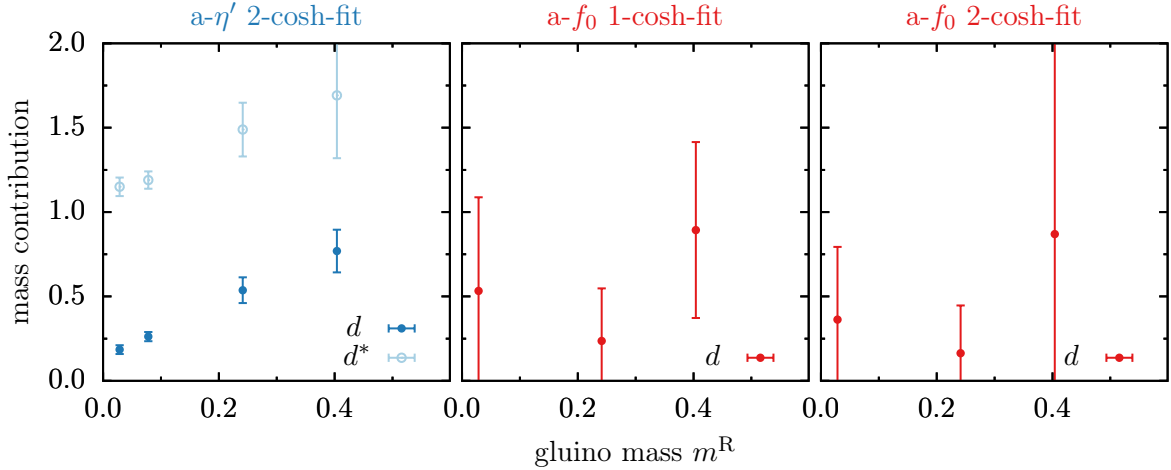 a-η′ 2-cosh-fit
a-f₀ 1-cosh-fit
a-f₀ 2-cosh-fit
mass contribution
2.0
1.5
1.0
0.5
0.0
d
d*
d
d
0.0 0.2 0.4
0.0 0.2 0.4
0.0 0.2 0.4
gluino mass mᴿ